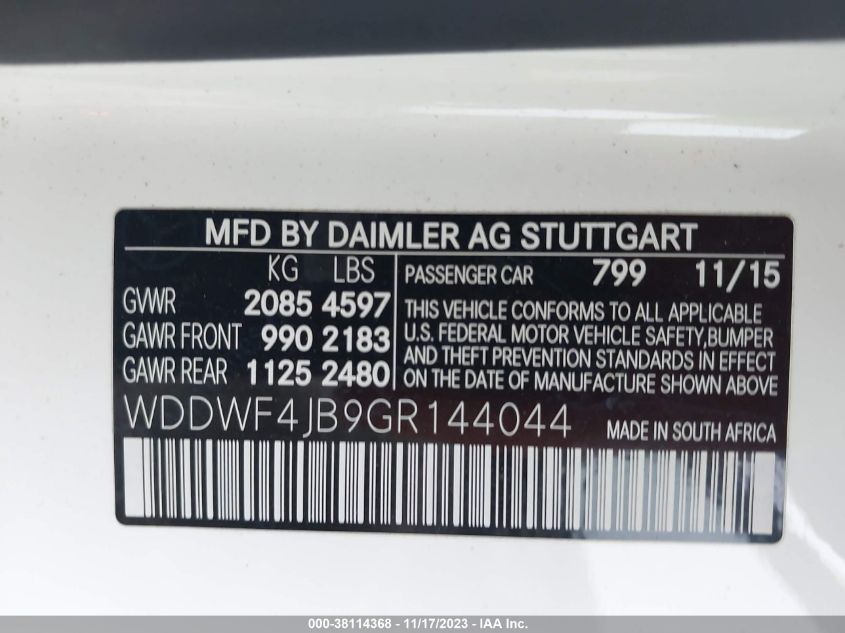 MFD BY DAIMLER AG STUTTGART
KG LBS
GVWR 2085 4597
GAWR FRONT 990 2183
GAWR REAR 1125 2480
PASSENGER CAR 799 11/15
THIS VEHICLE CONFORMS TO ALL APPLICABLE
U.S. FEDERAL MOTOR VEHICLE SAFETY,BUMPER
AND THEFT PREVENTION STANDARDS IN EFFECT
ON THE DATE OF MANUFACTURE SHOWN ABOVE
WDDWF4JB9GR144044 MADE IN SOUTH AFRICA
000-38114368 - 11/17/2023 - IAA Inc.